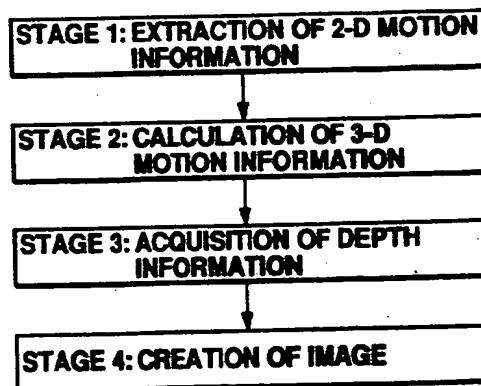 STAGE 1: EXTRACTION OF 2-D MOTION
INFORMATION
STAGE 2: CALCULATION OF 3-D
MOTION INFORMATION
STAGE 3: ACQUISITION OF DEPTH
INFORMATION
STAGE 4: CREATION OF IMAGE